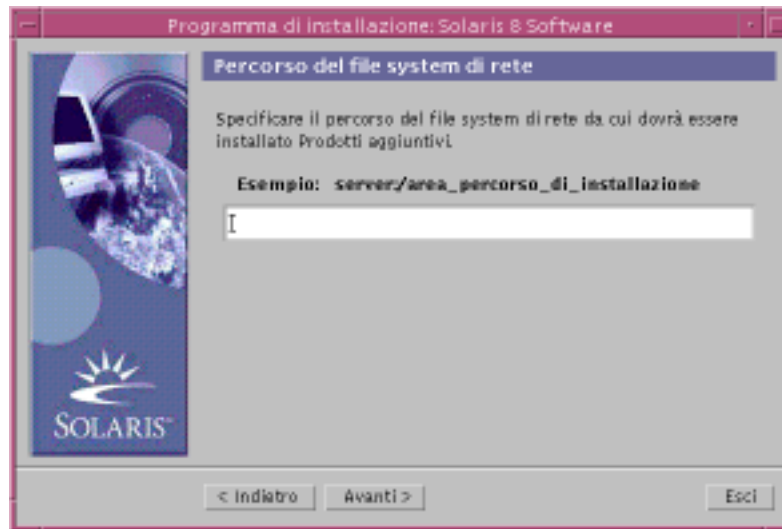 Programma di installazione: Solaris 8 Software
Percorso del file system di rete
Specificare il percorso del file system di rete da cui dovrà essere
installato Prodotti aggiuntivi.
Esempio: server:/area_percorso_di_installazione
SOLARIS™
< Indietro
Avanti >
Esci